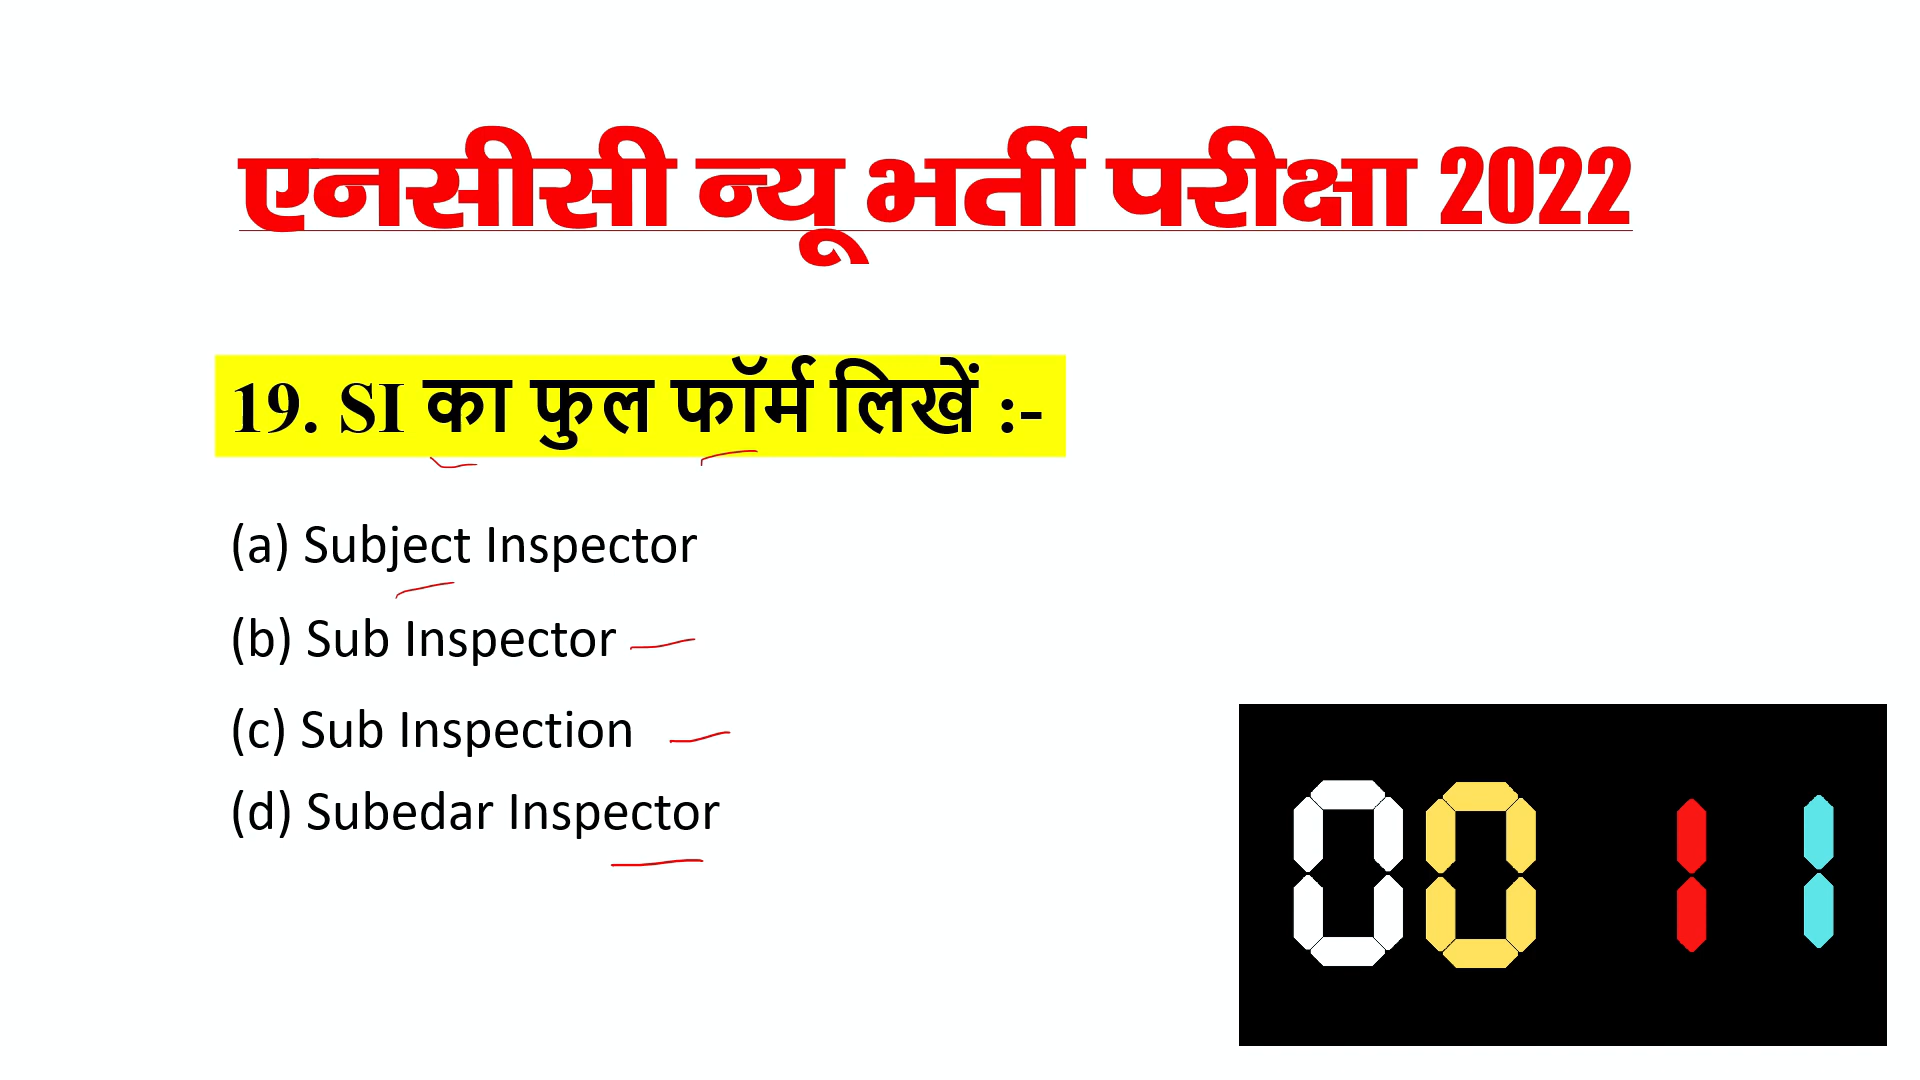 एनसीसी न्यू भर्ती परीक्षा 2022
19. SI का फुल फॉर्म लिखें :-
(a) Subject Inspector
(b) Sub Inspector
(c) Sub Inspection
(d) Subedar Inspector
00 11